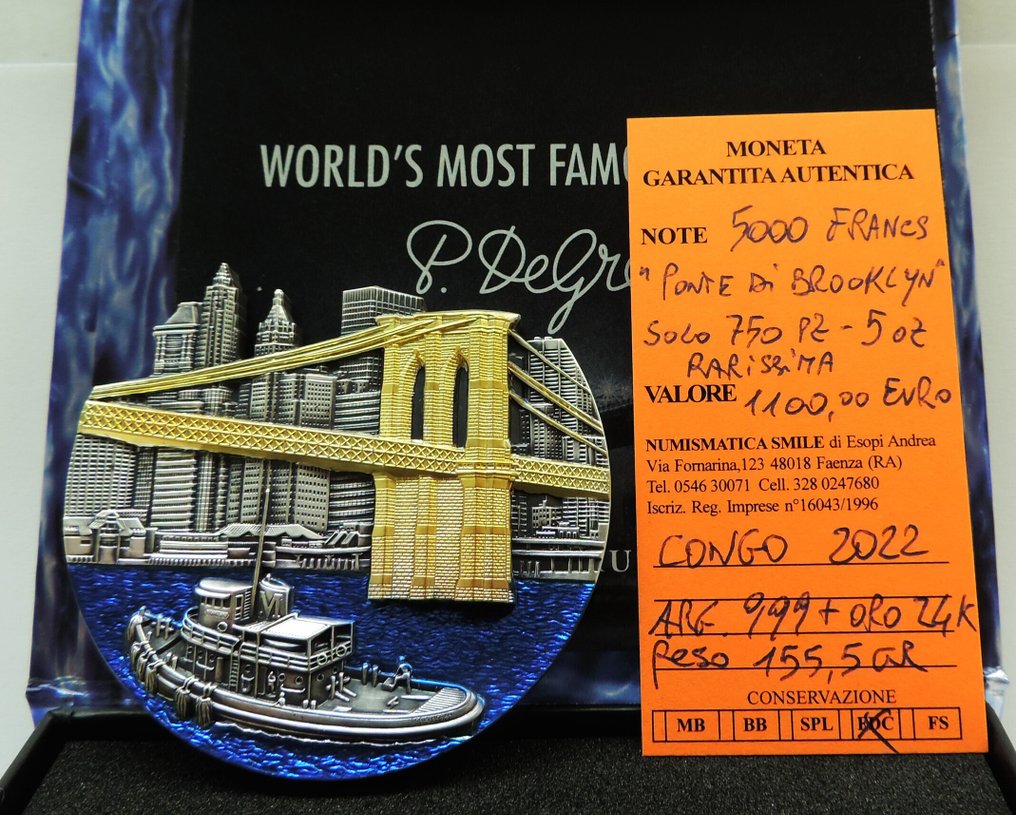 WORLD'S MOST FAMO
P. DeGre
U
MONETA
GARANTITA AUTENTICA
NOTE 5000 FRANCS
"PONTE Di BROOKLYN"
SOLO 750 PZ - 5 oz
RARISSIMA
VALORE 1100,00 EURO
NUMISMATICA SMILE di Esopi Andrea
Via Fornarina,123 48018 Faenza (RA)
Tel. 0546 30071 Cell. 328 0247680
Iscriz. Reg. Imprese n°16043/1996
CONGO 2022
ARG. 999 + ORO 24K
peso 155,5 GR
CONSERVAZIONE
MB BB SPL FDC FS
M